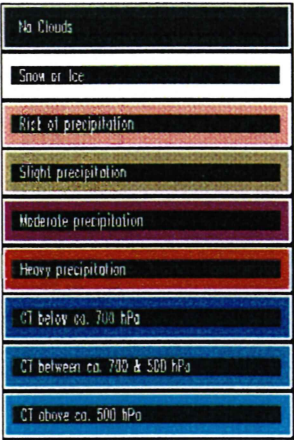 No Clouds
Snow or Ice
Risk of precipitation
Slight precipitation
Moderate precipitation
Heavy precipitation
CT below ca. 700 hPa
CT between ca. 700 & 500 hPa
CT above ca. 500 hPa